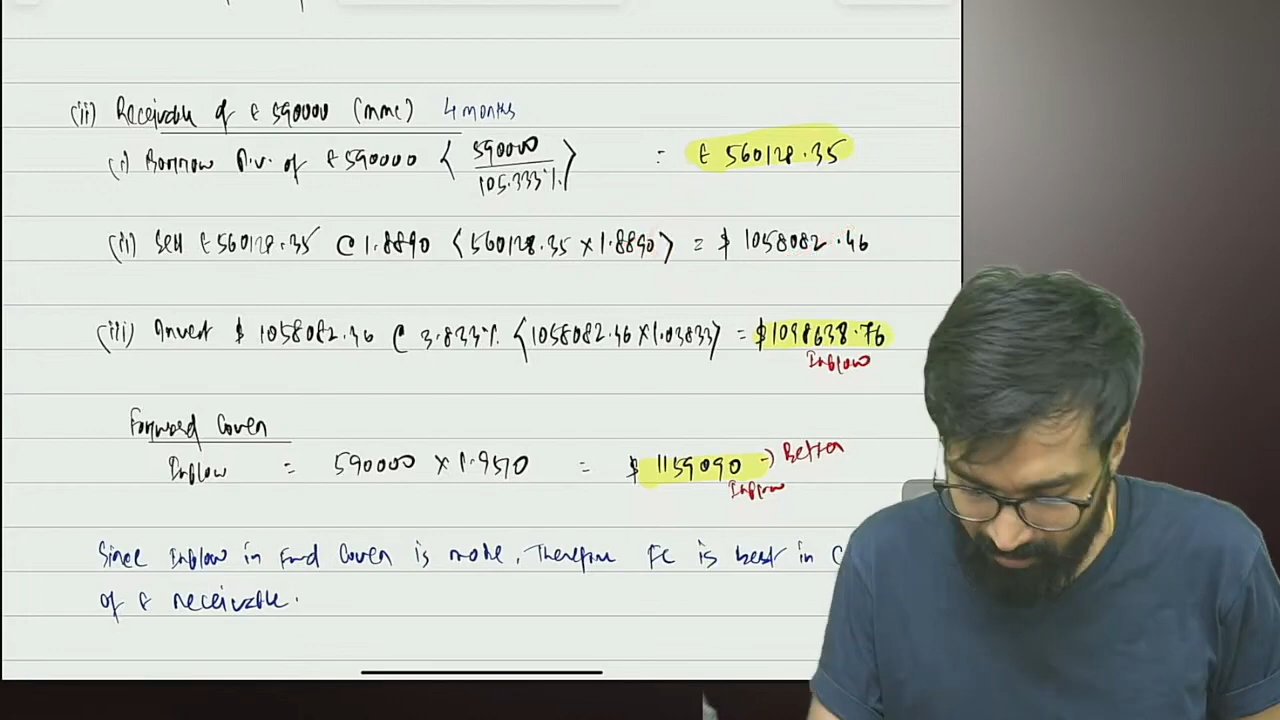 (ii) Receivable of £ 590000 (mmc) 4 months
(i) Borrow P.v. of £ 590000 < 590000 / 105.333% > = £ 560128.35
(ii) Sell £ 560128.35 @ 1.8890 <560128.35 × 1.8890> = $ 1058082.46
(iii) Invest $ 1058082.46 @ 3.833% <1058082.46 × 1.03833> = $1098638.76
Inflow
Forward Cover
Inflow = 590000 × 1.9510 = $ 1159090 → Better
Inflow
Since Inflow in Fwd Cover is more, Therefore FC is best in C
of £ receivable.